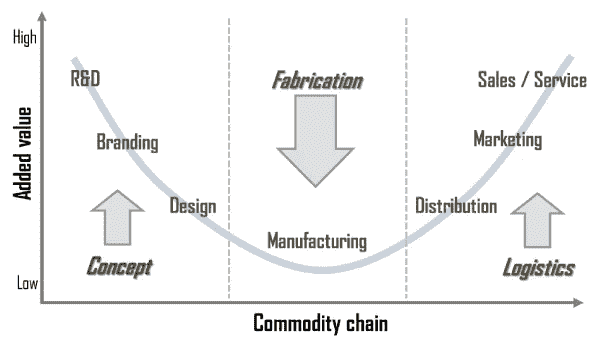 High
R&D
Fabrication
Sales / Service
Branding
Marketing
Added value
Design
Distribution
Manufacturing
Concept
Logistics
Low
Commodity chain